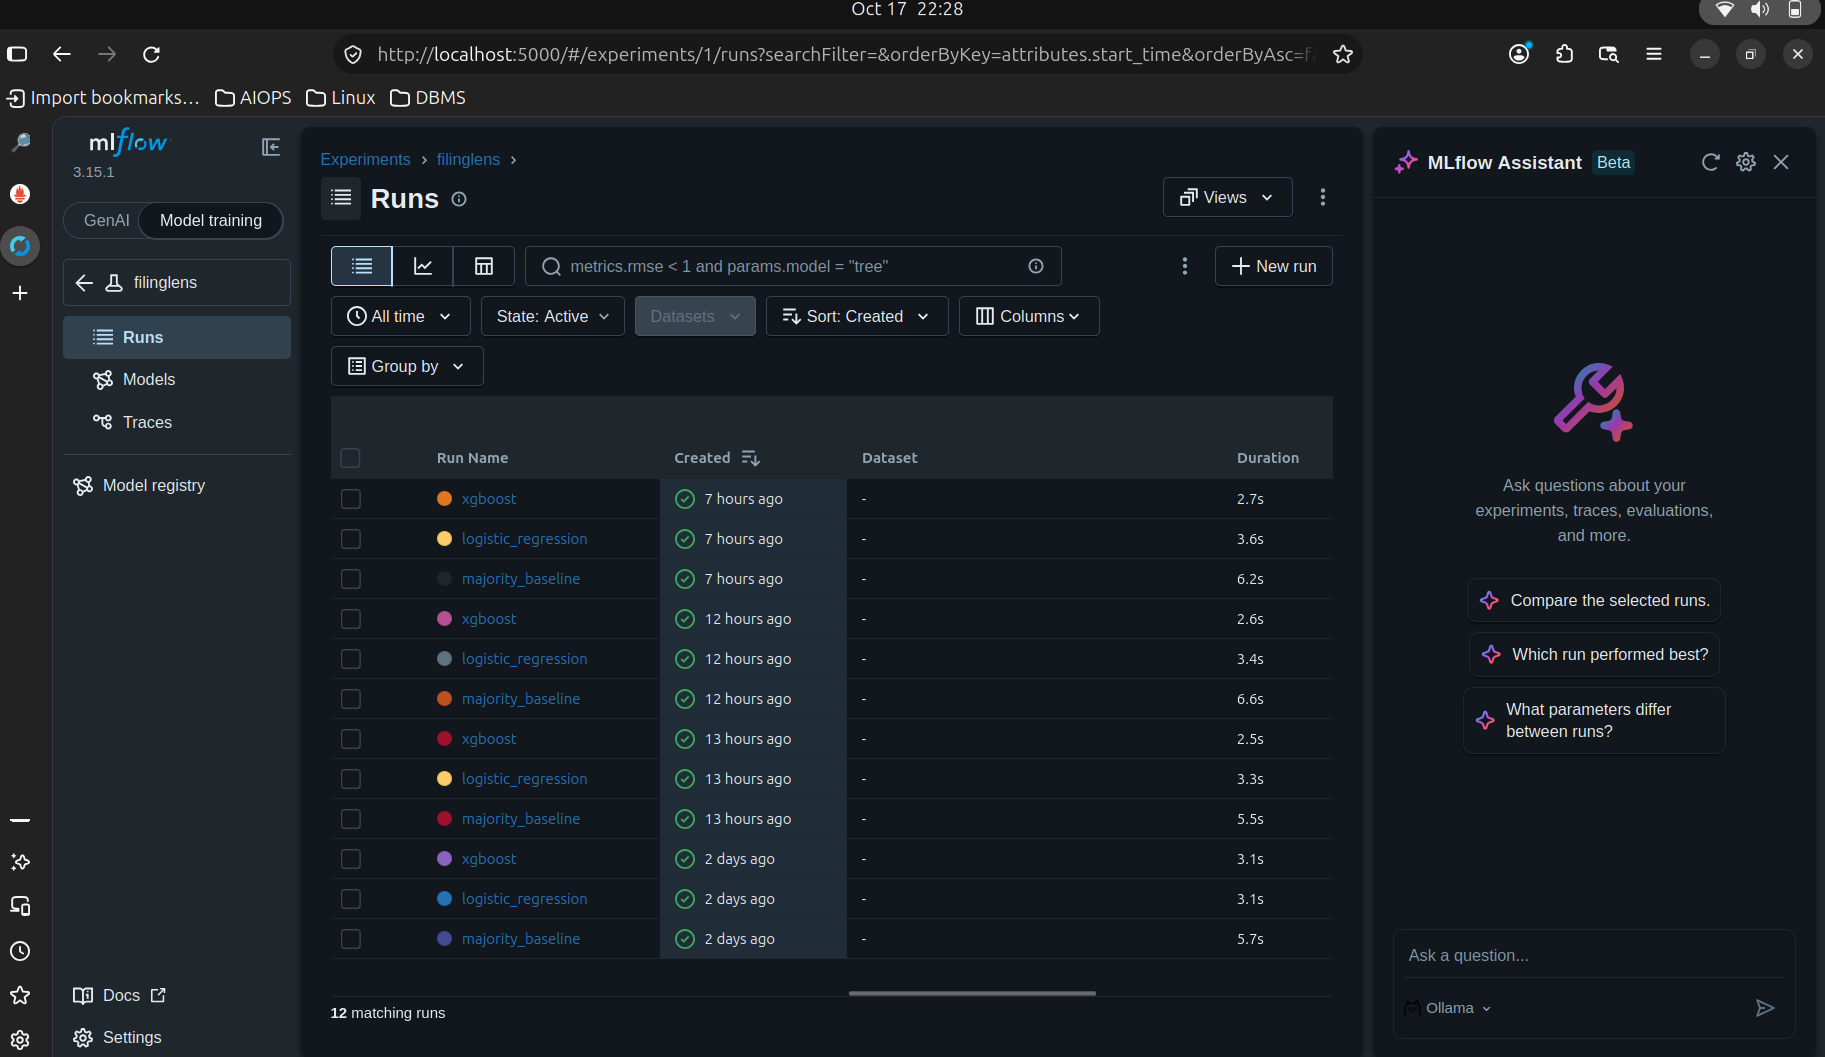 Oct 17 22:28
http://localhost:5000/#/experiments/1/runs?searchFilter=&orderByKey=attributes.start_time&orderByAsc=f
Import bookmarks...
AIOPS
Linux
DBMS
mlflow
3.15.1
GenAI
Model training
filinglens
Runs
Models
Traces
Model registry
Docs
Settings
Experiments > filinglens >
Runs
Views
metrics.rmse < 1 and params.model = "tree"
New run
All time
State: Active
Datasets
Sort: Created
Columns
Group by
Run Name Created Dataset Duration
xgboost 7 hours ago - 2.7s
logistic_regression 7 hours ago - 3.6s
majority_baseline 7 hours ago - 6.2s
xgboost 12 hours ago - 2.6s
logistic_regression 12 hours ago - 3.4s
majority_baseline 12 hours ago - 6.6s
xgboost 13 hours ago - 2.5s
logistic_regression 13 hours ago - 3.3s
majority_baseline 13 hours ago - 5.5s
xgboost 2 days ago - 3.1s
logistic_regression 2 days ago - 3.1s
majority_baseline 2 days ago - 5.7s
12 matching runs
MLflow Assistant Beta
Ask questions about your
experiments, traces, evaluations,
and more.
Compare the selected runs.
Which run performed best?
What parameters differ
between runs?
Ask a question...
Ollama